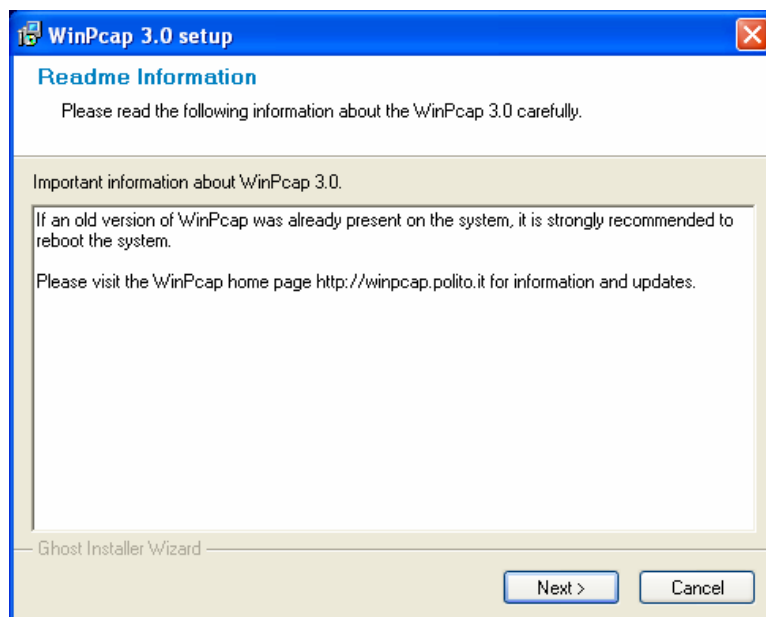 WinPcap 3.0 setup
Readme Information
Please read the following information about the WinPcap 3.0 carefully.
Important information about WinPcap 3.0.
If an old version of WinPcap was already present on the system, it is strongly recommended to
reboot the system.
Please visit the WinPcap home page http://winpcap.polito.it for information and updates.
Ghost Installer Wizard
Next >
Cancel